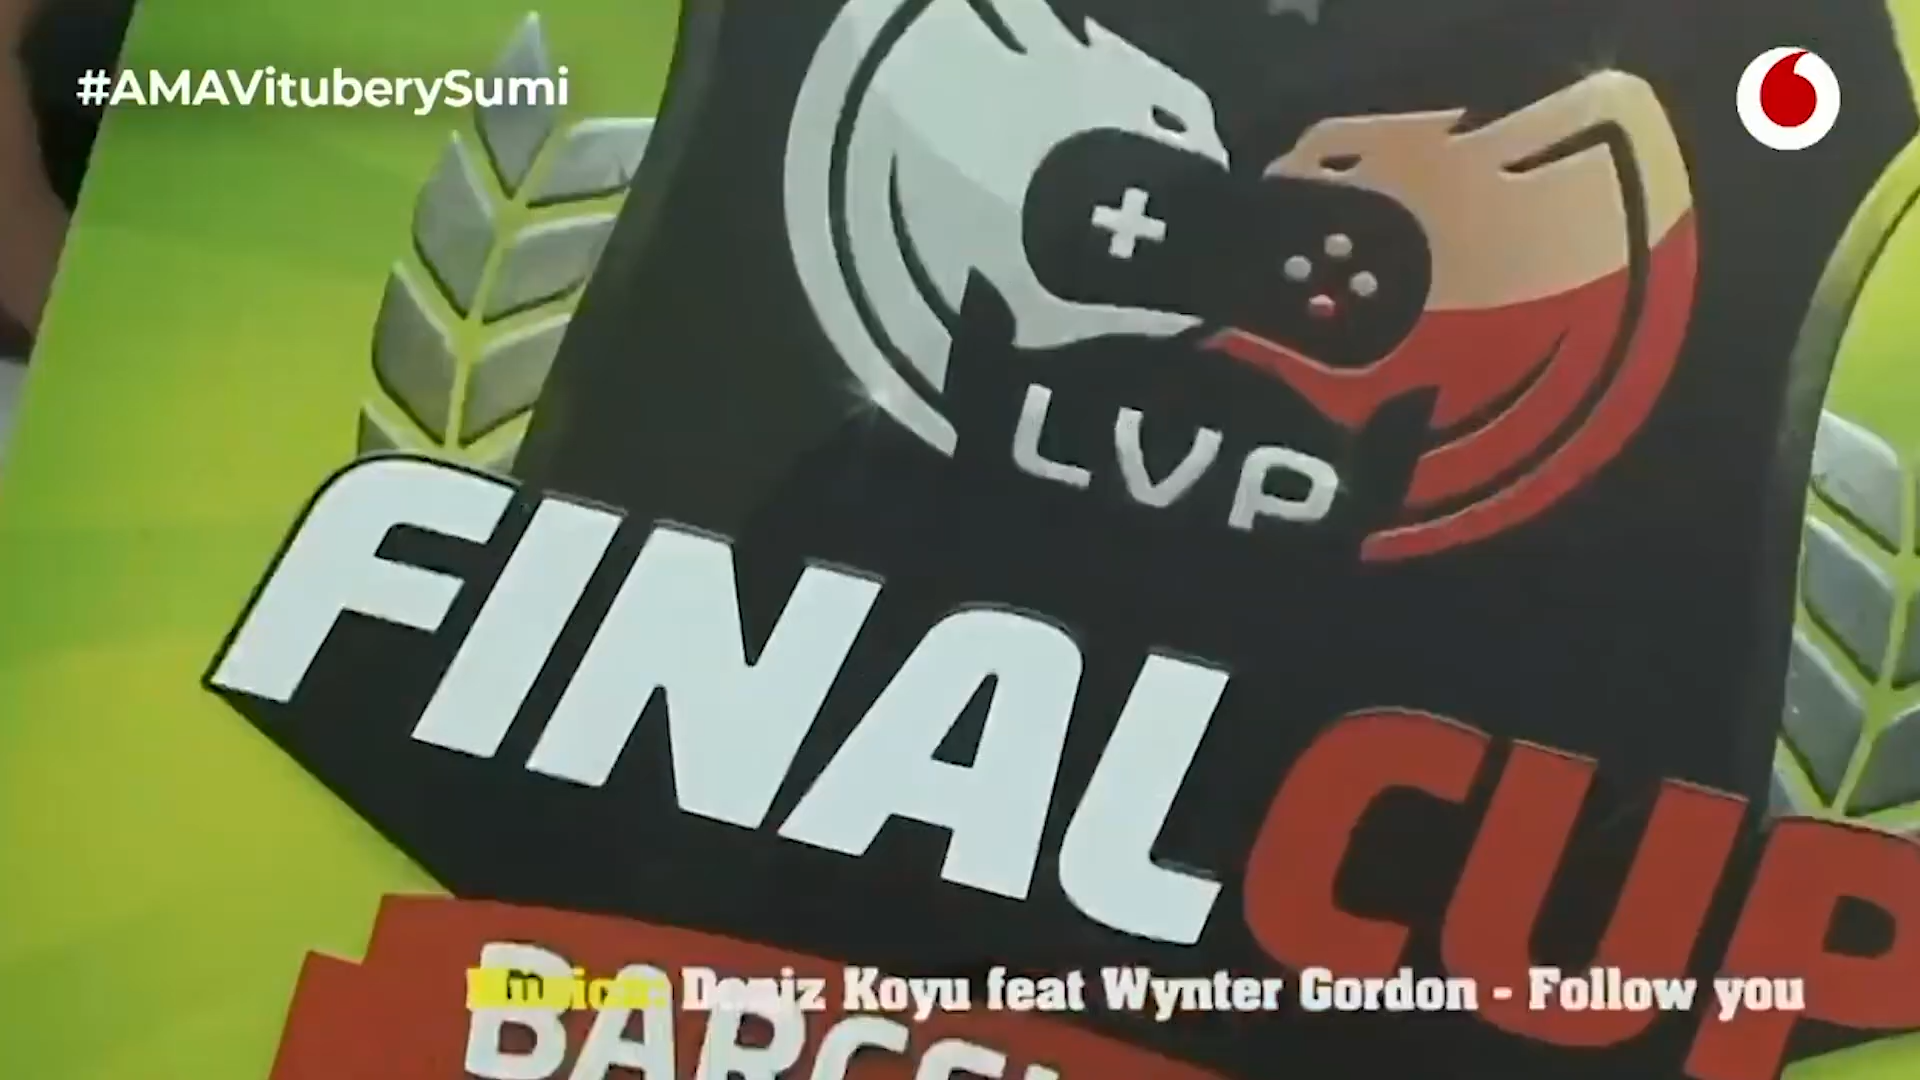 #AMAVituberySumi
LVP
FINAL CUP
Deniz Koyu feat Wynter Gordon - Follow you